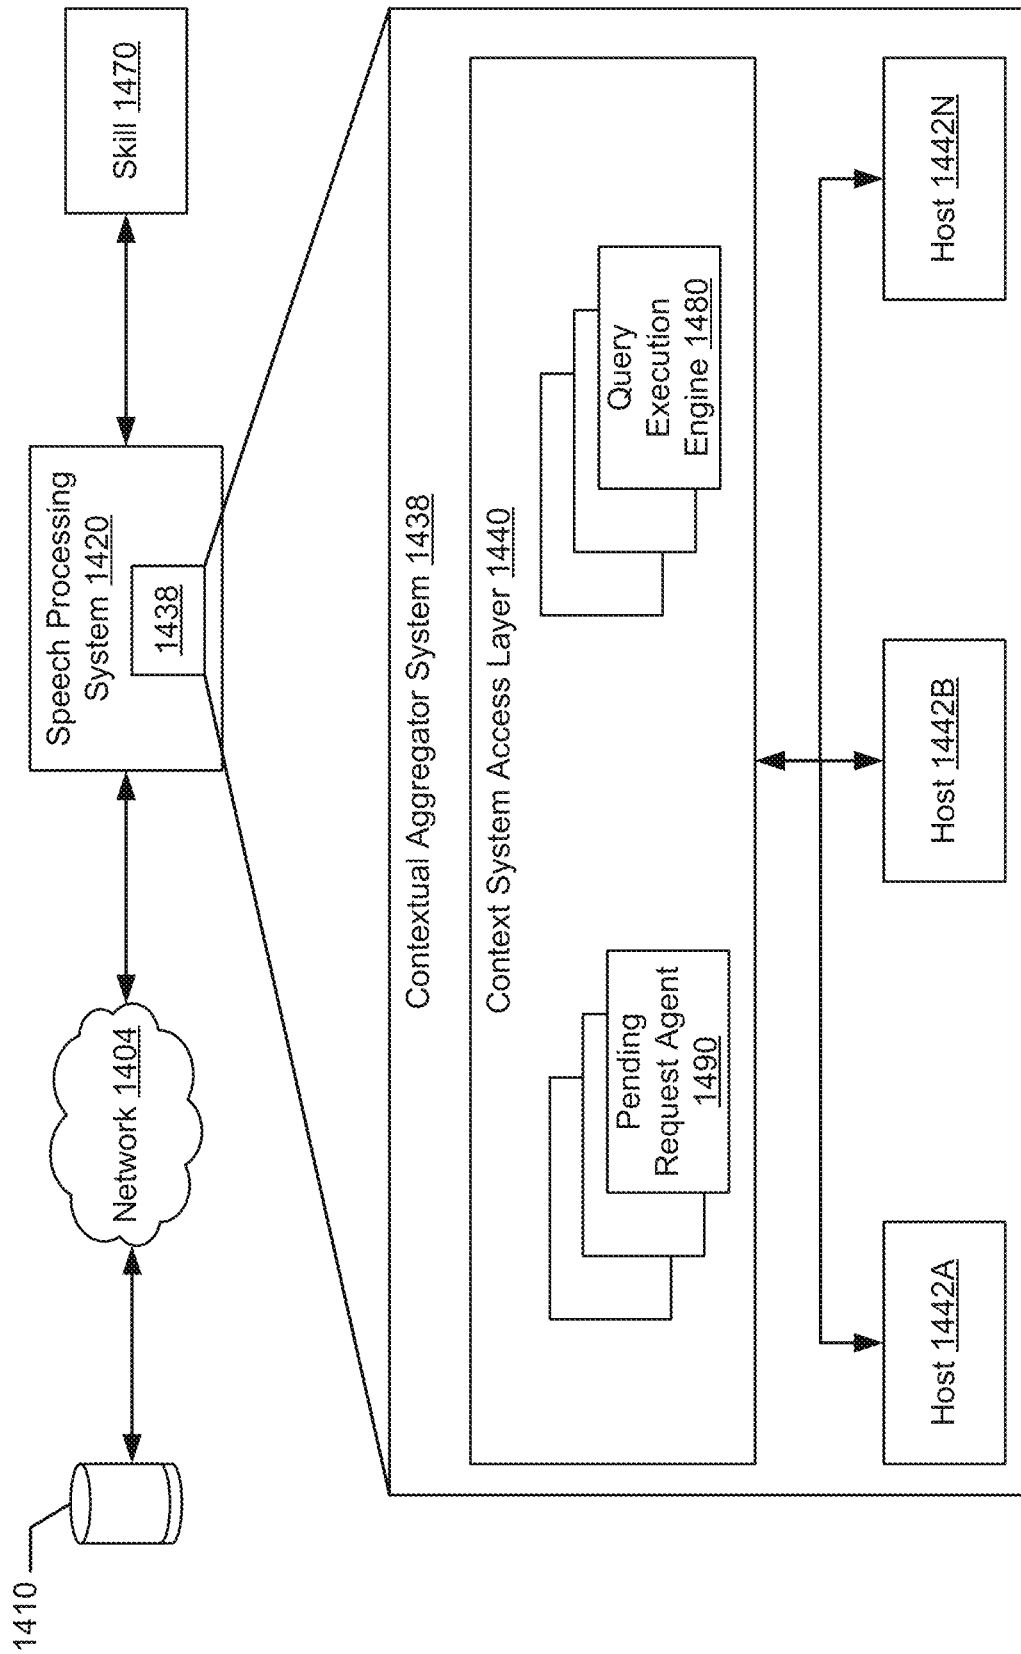 1410
Network 1404
Speech Processing
System 1420
1438
Skill 1470
Contextual Aggregator System 1438
Context System Access Layer 1440
Pending
Request Agent
1490
Query
Execution
Engine 1480
Host 1442A
Host 1442B
Host 1442N